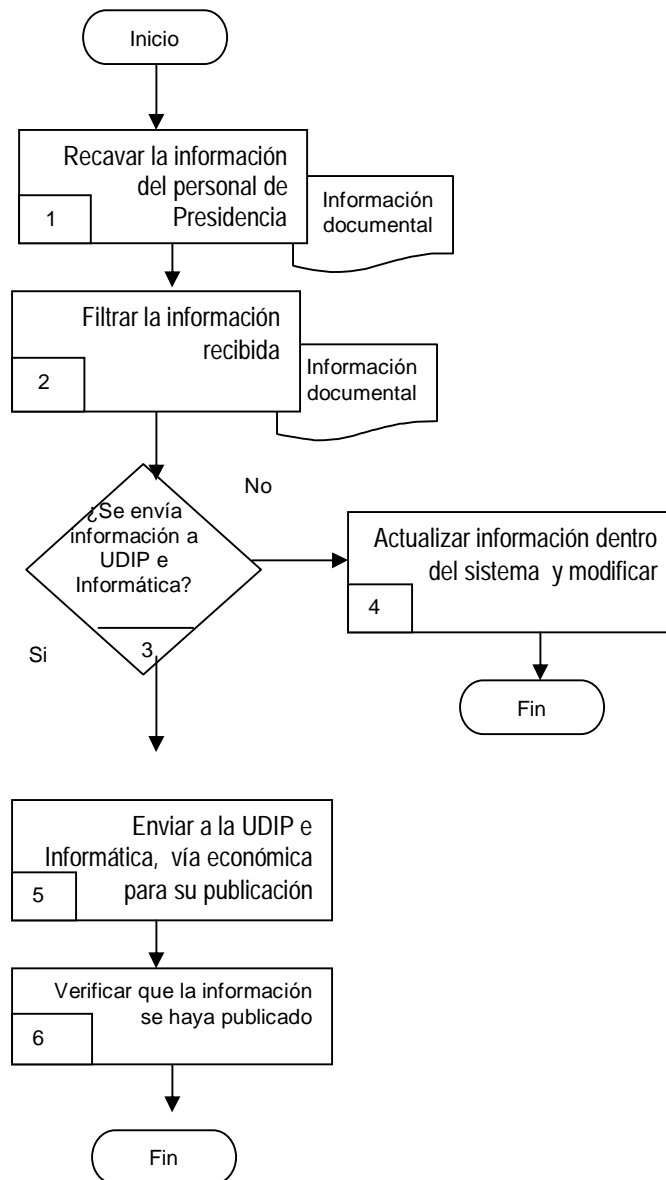 Inicio
Recavar la información
del personal de
Presidencia
1
Información
documental
Filtrar la información
recibida
2
Información
documental
¿Se envía
información a
UDIP e
Informática?
3
No
Si
Actualizar información dentro
del sistema y modificar
4
Fin
Enviar a la UDIP e
Informática, vía económica
para su publicación
5
Verificar que la información
se haya publicado
6
Fin